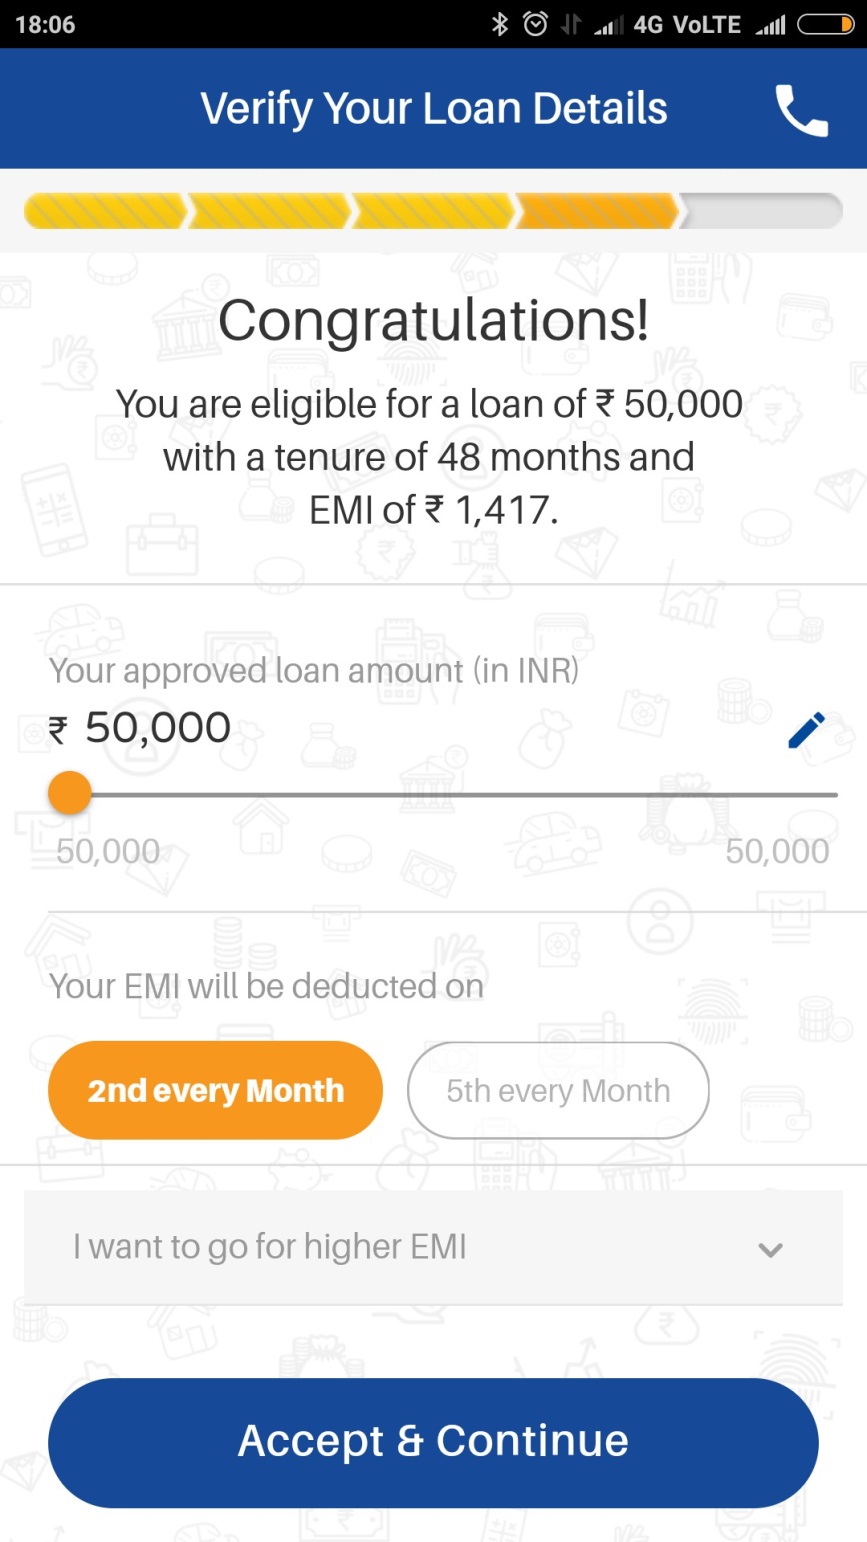 18:06
4G VoLTE
Verify Your Loan Details
Congratulations!
You are eligible for a loan of ₹ 50,000
with a tenure of 48 months and
EMI of ₹ 1,417.
Your approved loan amount (in INR)
₹ 50,000
50,000 50,000
Your EMI will be deducted on
2nd every Month 5th every Month
I want to go for higher EMI
Accept & Continue